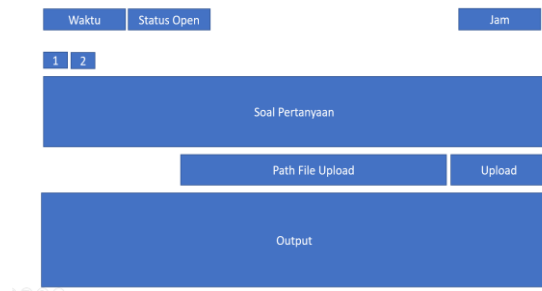 Waktu Status Open Jam
1 2
Soal Pertanyaan
Path File Upload Upload
Output